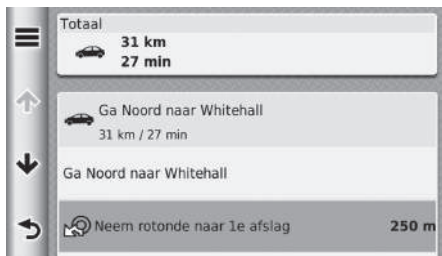 Totaal
31 km
27 min
Ga Noord naar Whitehall
31 km / 27 min
Ga Noord naar Whitehall
Neem rotonde naar 1e afslag 250 m